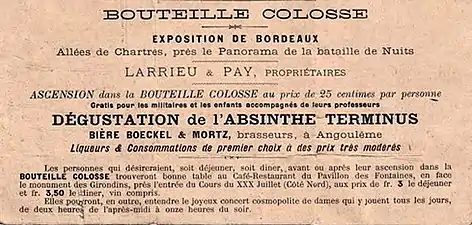 BOUTEILLE COLOSSE
EXPOSITION DE BORDEAUX
Allées de Chartres, près le Panorama de la bataille de Nuits
LARRIEU & PAY, PROPRIÉTAIRES
ASCENSION dans la BOUTEILLE COLOSSE au prix de 25 centimes par personne
Gratis pour les militaires et les enfants accompagnés de leurs professeurs
DÉGUSTATION de l'ABSINTHE TERMINUS
BIÈRE BOECKEL & MORTZ, brasseurs, à Angoulême
Liqueurs & Consommations de premier choix à des prix très modérés
Les personnes qui désireraient, soit déjeuner, soit dîner, avant ou après leur ascension dans la
BOUTEILLE COLOSSE trouveront bonne table au Café-Restaurant du Pavillon des Fontaines, en face
le monument des Girondins, près l'entrée du Cours du XXX Juillet (Côté Nord), aux prix de fr. 3 le déjeuner
et fr. 3,50 le dîner, vin compris.
Elles pourront, en outre, entendre le joyeux concert cosmopolite de dames qui y jouent tous les jours,
de deux heures de l'après-midi à onze heures du soir.